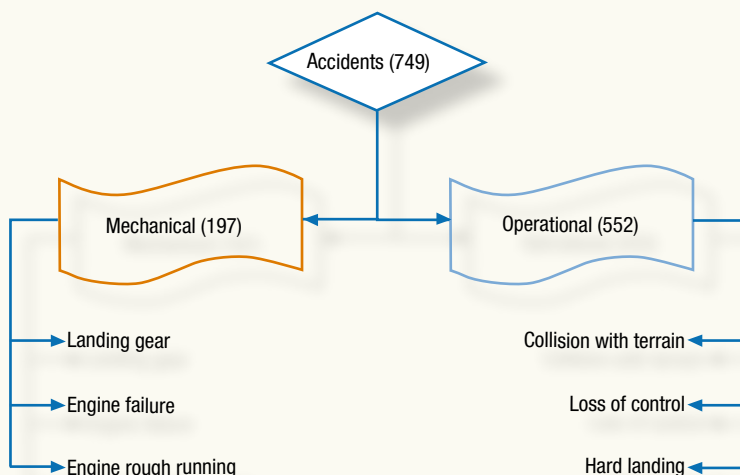 Accidents (749)
Mechanical (197)
Operational (552)
Landing gear
Collision with terrain
Engine failure
Loss of control
Engine rough running
Hard landing